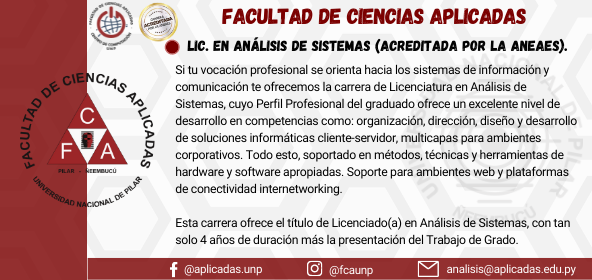 FACULTAD DE CIENCIAS APLICADAS
LIC. EN ANÁLISIS DE SISTEMAS (ACREDITADA POR LA ANEAES).
Si tu vocación profesional se orienta hacia los sistemas de información y
comunicación te ofrecemos la carrera de Licenciatura en Análisis de
Sistemas, cuyo Perfil Profesional del graduado ofrece un excelente nivel de
desarrollo en competencias como: organización, dirección, diseño y desarrollo
de soluciones informáticas cliente-servidor, multicapas para ambientes
corporativos. Todo esto, soportado en métodos, técnicas y herramientas de
hardware y software apropiadas. Soporte para ambientes web y plataformas
de conectividad internetworking.
Esta carrera ofrece el título de Licenciado(a) en Análisis de Sistemas, con tan
solo 4 años de duración más la presentación del Trabajo de Grado.
FACULTAD DE CIENCIAS APLICADAS
C
F A
PILAR - ÑEEMBUCÚ
UNIVERSIDAD NACIONAL DE PILAR
ACREDITADA
@aplicadas.unp
@fcaunp
analisis@aplicadas.edu.py